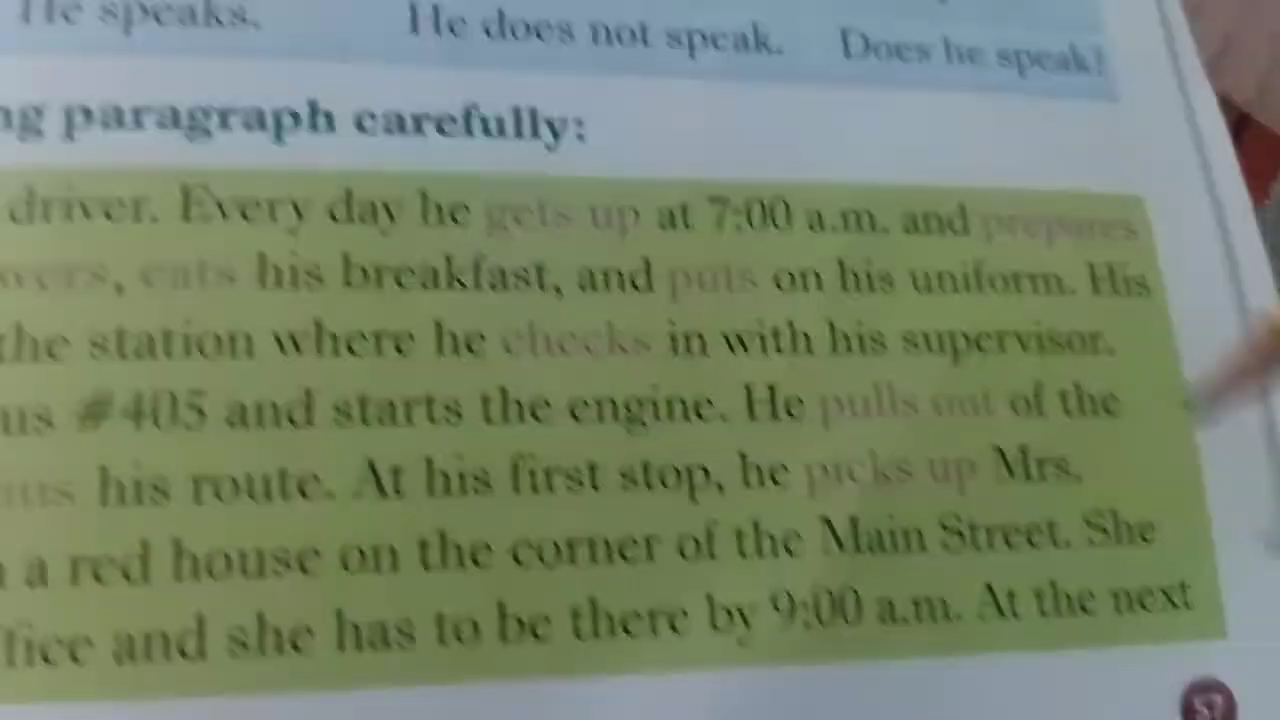 He speaks. He does not speak. Does he speak?
ng paragraph carefully:
driver. Every day he gets up at 7:00 a.m. and prepares
wers, eats his breakfast, and puts on his uniform. His
the station where he checks in with his supervisor.
us #405 and starts the engine. He pulls out of the
ins his route. At his first stop, he picks up Mrs.
a red house on the corner of the Main Street. She
ffice and she has to be there by 9:00 a.m. At the next